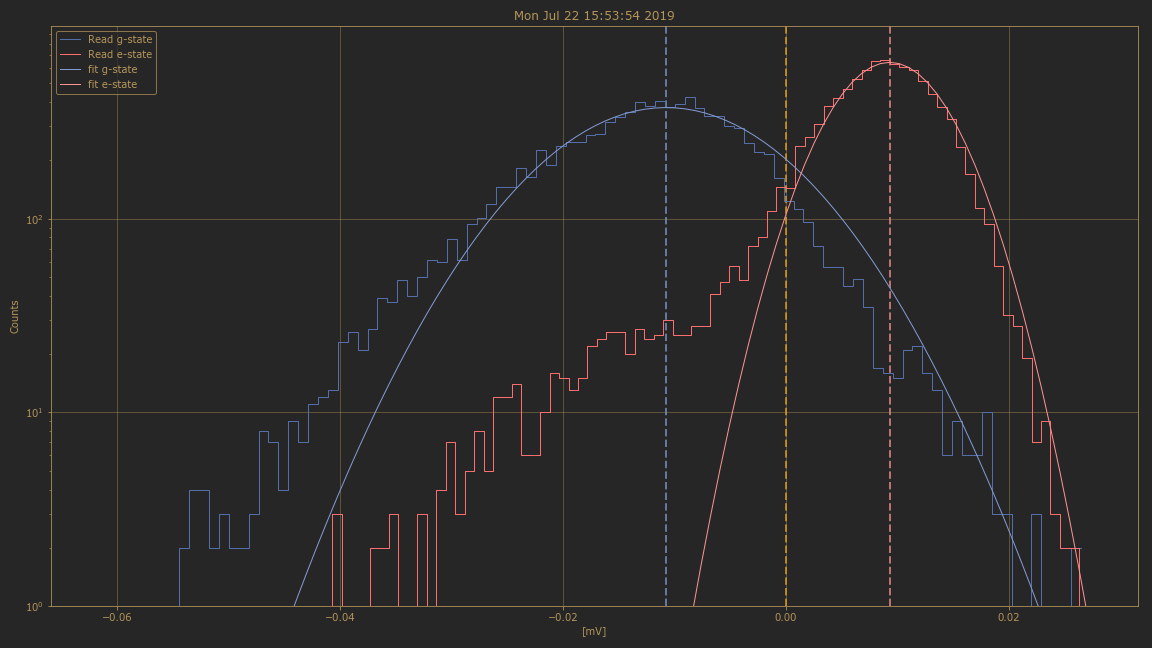 Mon Jul 22 15:53:54 2019
Read g-state
Read e-state
fit g-state
fit e-state
Counts
10²
10¹
10⁰
−0.06 −0.04 −0.02 0.00 0.02
[mV]